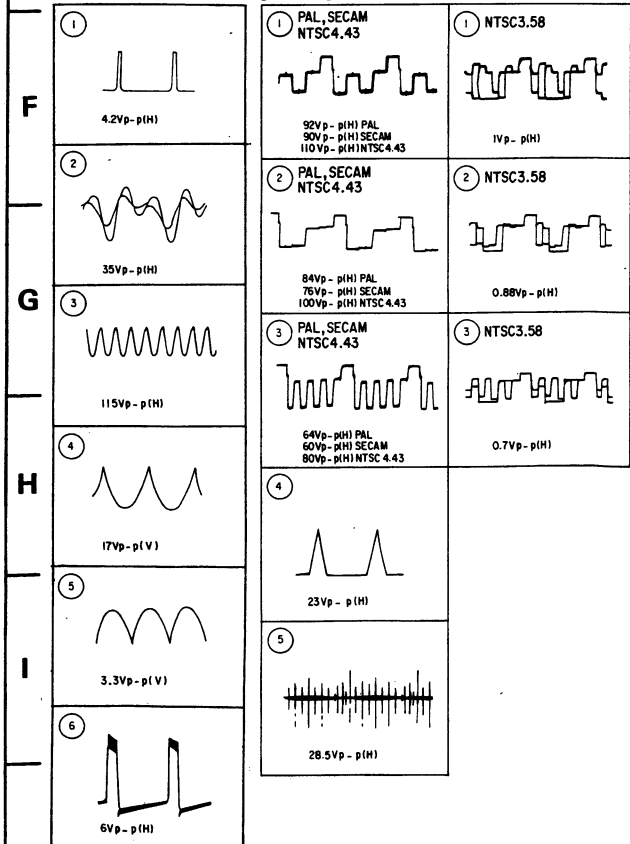 F
G
H
I
1
4.2Vp-p(H)
2
35Vp-p(H)
3
115Vp-p(H)
4
17Vp-p(V)
5
3.3Vp-p(V)
6
6Vp-p(H)
1 PAL,SECAM
NTSC4.43
92Vp-p(H) PAL
90Vp-p(H) SECAM
110Vp-p(H) NTSC4.43
1 NTSC3.58
1Vp-p(H)
2 PAL,SECAM
NTSC4.43
84Vp-p(H) PAL
76Vp-p(H) SECAM
100Vp-p(H) NTSC4.43
2 NTSC3.58
0.88Vp-p(H)
3 PAL,SECAM
NTSC4.43
64Vp-p(H) PAL
60Vp-p(H) SECAM
80Vp-p(H) NTSC4.43
3 NTSC3.58
0.7Vp-p(H)
4
23Vp-p(H)
5
28.5Vp-p(H)